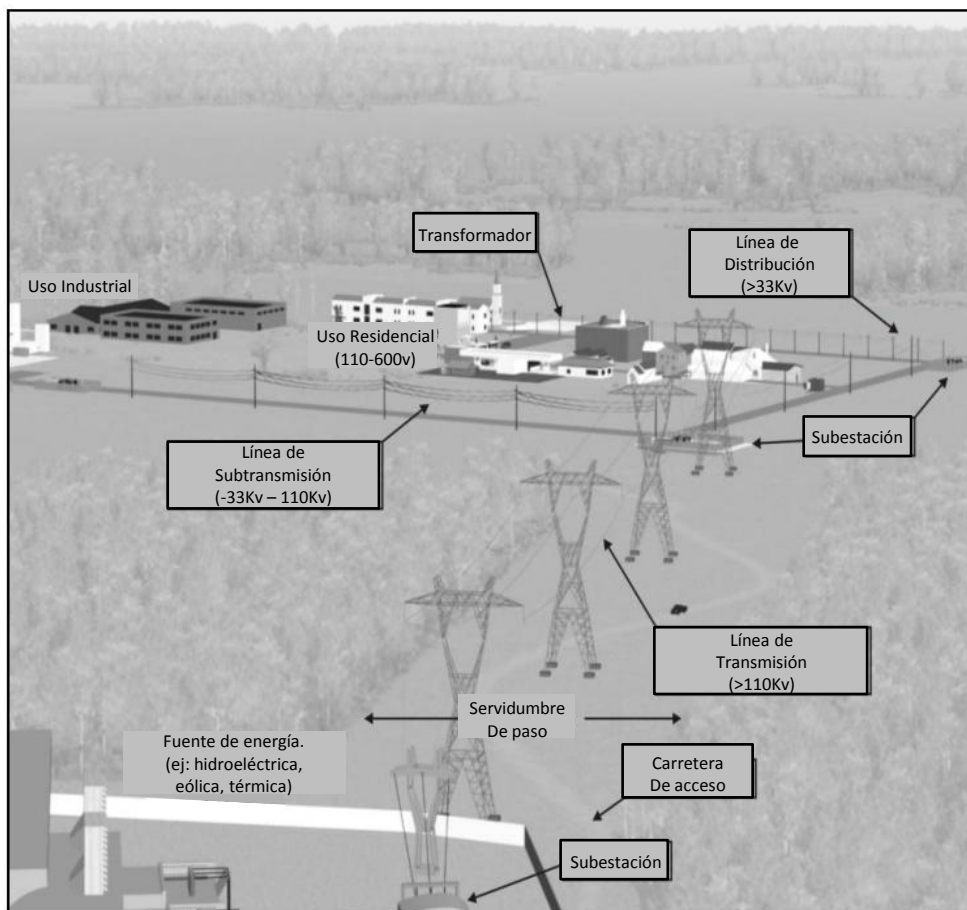 Transformador
Línea de
Distribución
(>33Kv)
Uso Industrial
Uso Residencial
(110-600v)
Subestación
Línea de
Subtransmisión
(-33Kv – 110Kv)
Línea de
Transmisión
(>110Kv)
Servidumbre
De paso
Fuente de energía.
(ej: hidroeléctrica,
eólica, térmica)
Carretera
De acceso
Subestación